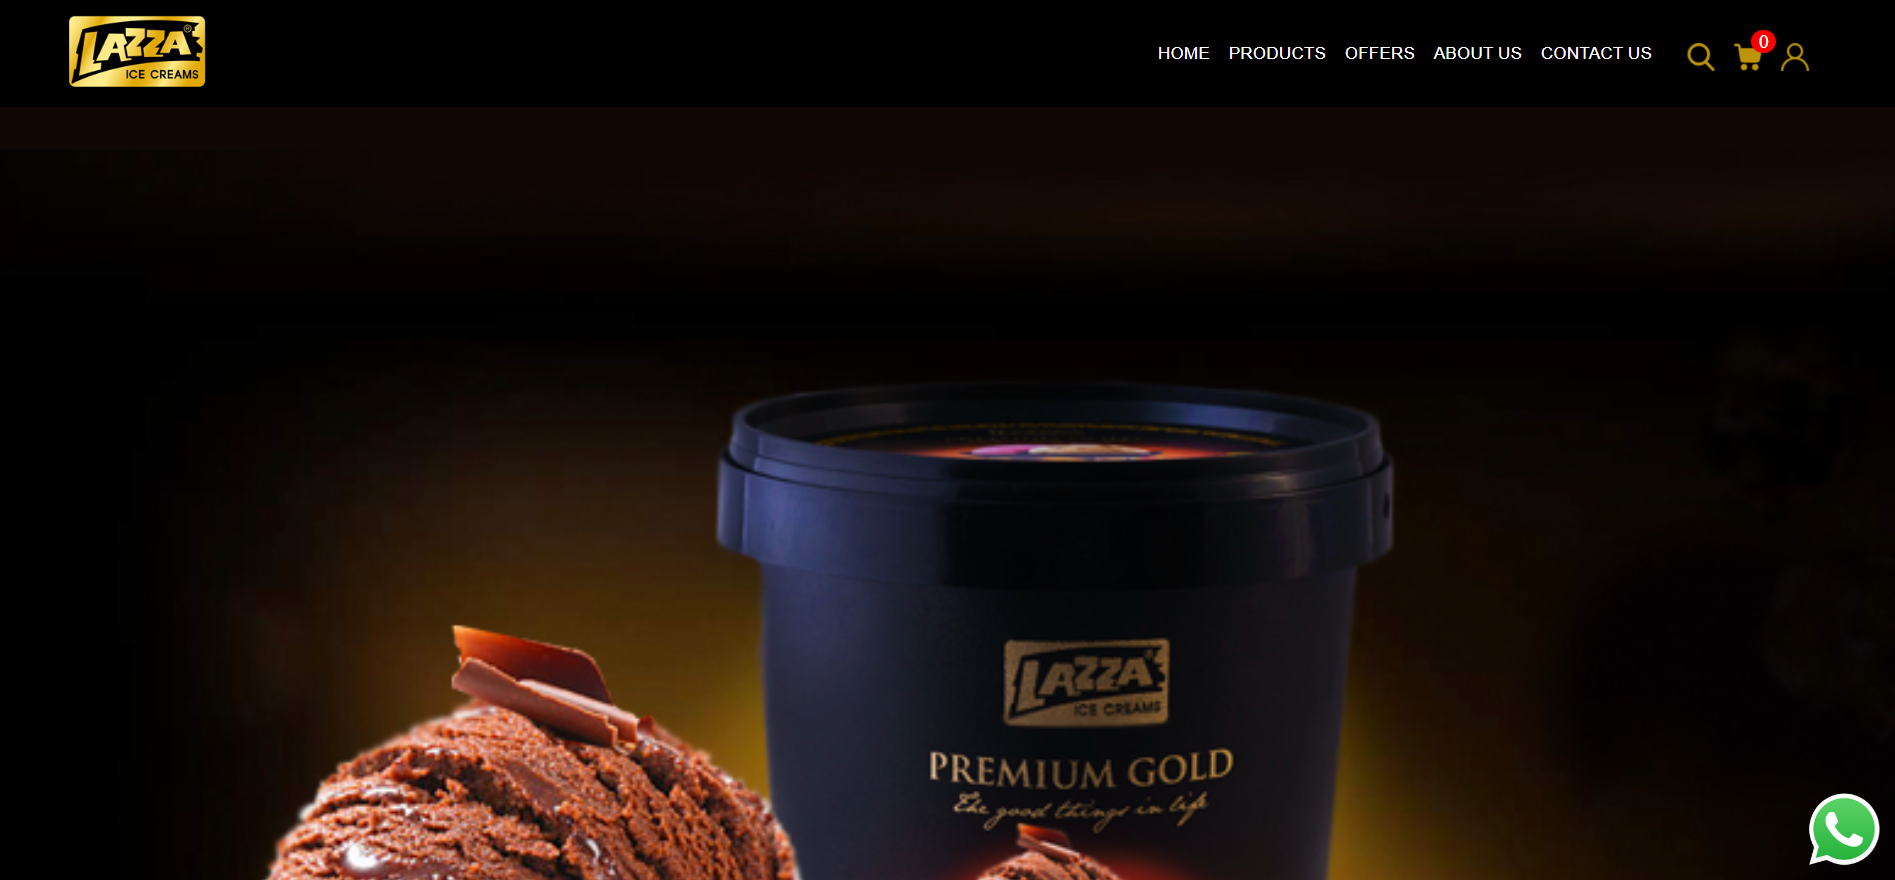 LAZZA®
ICE CREAMS
HOME PRODUCTS OFFERS ABOUT US CONTACT US
0
LAZZA®
ICE CREAMS
PREMIUM GOLD
The good things in life